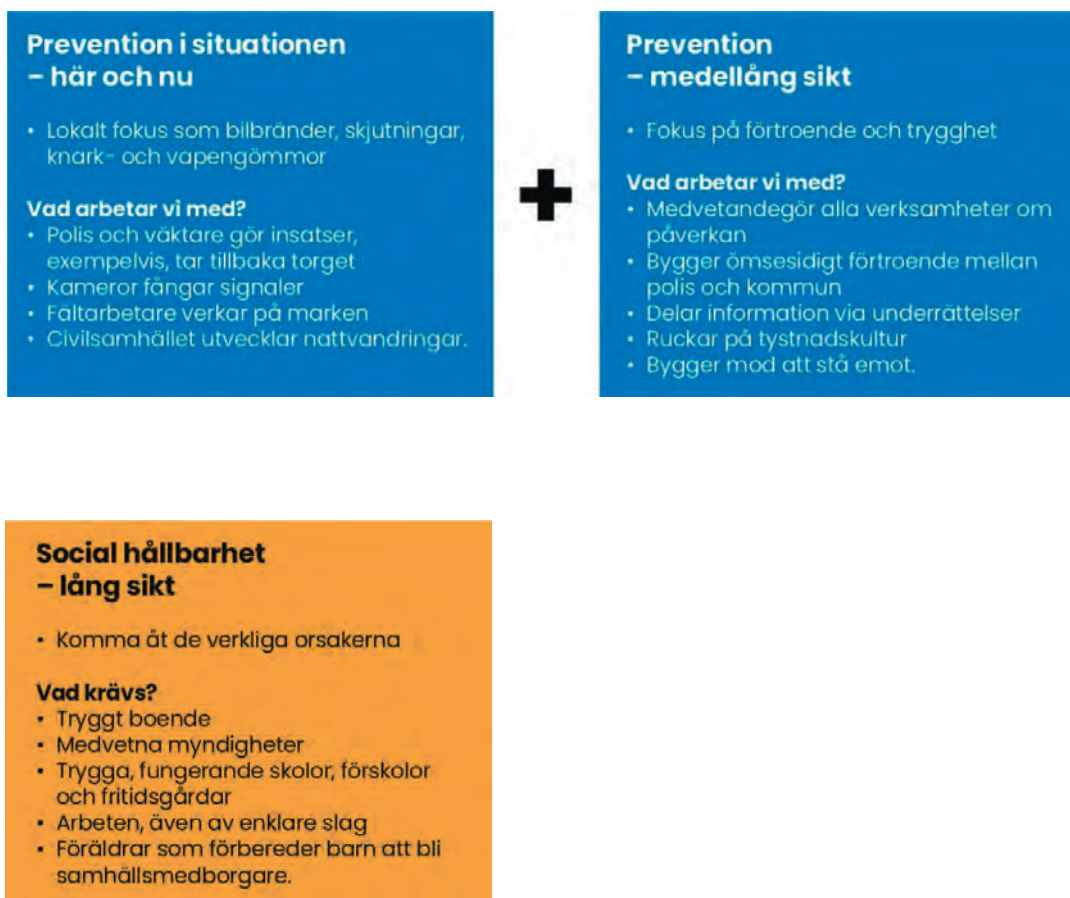 Prevention i situationen
– här och nu
• Lokalt fokus som bilbränder, skjutningar,
knark- och vapengömmor
Vad arbetar vi med?
• Polis och väktare gör insatser,
exempelvis, tar tillbaka torget
• Kameror fångar signaler
• Fältarbetare verkar på marken
• Civilsamhället utvecklar nattvandringar.
+
Prevention
– medellång sikt
• Fokus på förtroende och trygghet
Vad arbetar vi med?
• Medvetandegör alla verksamheter om
påverkan
• Bygger ömsesidigt förtroende mellan
polis och kommun
• Delar information via underrättelser
• Ruckar på tystnadskultur
• Bygger mod att stå emot.
Social hållbarhet
– lång sikt
• Komma åt de verkliga orsakerna
Vad krävs?
• Tryggt boende
• Medvetna myndigheter
• Trygga, fungerande skolor, förskolor
och fritidsgårdar
• Arbeten, även av enklare slag
• Föräldrar som förbereder barn att bli
samhällsmedborgare.